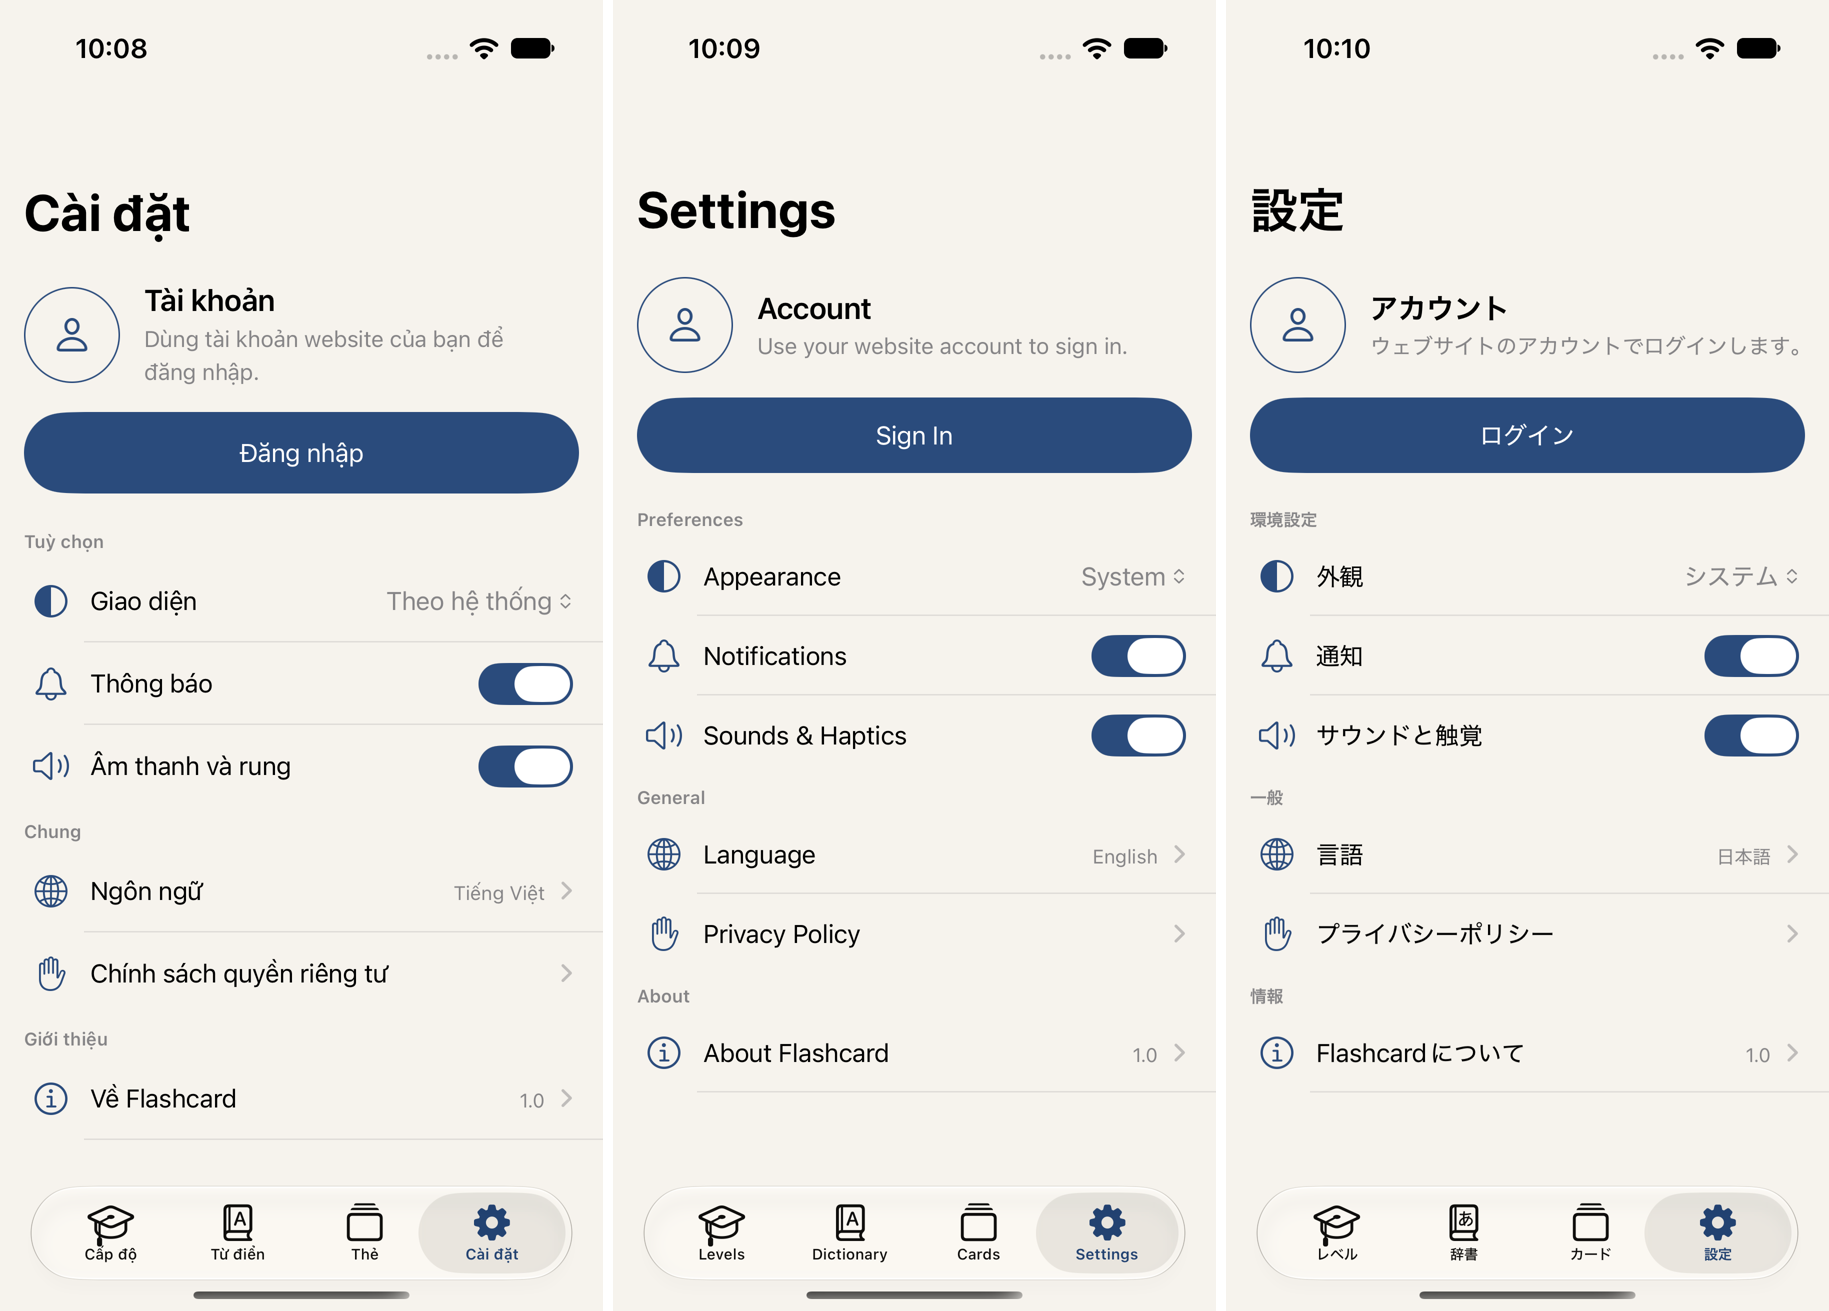 10:08
Cài đặt
Tài khoản
Dùng tài khoản website của bạn để
đăng nhập.
Đăng nhập
Tuỳ chọn
Giao diện
Theo hệ thống
Thông báo
Âm thanh và rung
Chung
Ngôn ngữ
Tiếng Việt
Chính sách quyền riêng tư
Giới thiệu
Về Flashcard
1.0
Cấp độ
Từ điển
Thẻ
Cài đặt
10:09
Settings
Account
Use your website account to sign in.
Sign In
Preferences
Appearance
System
Notifications
Sounds & Haptics
General
Language
English
Privacy Policy
About
About Flashcard
1.0
Levels
Dictionary
Cards
Settings
10:10
設定
アカウント
ウェブサイトのアカウントでログインします。
ログイン
環境設定
外観
システム
通知
サウンドと触覚
一般
言語
日本語
プライバシーポリシー
情報
Flashcardについて
1.0
レベル
辞書
カード
設定